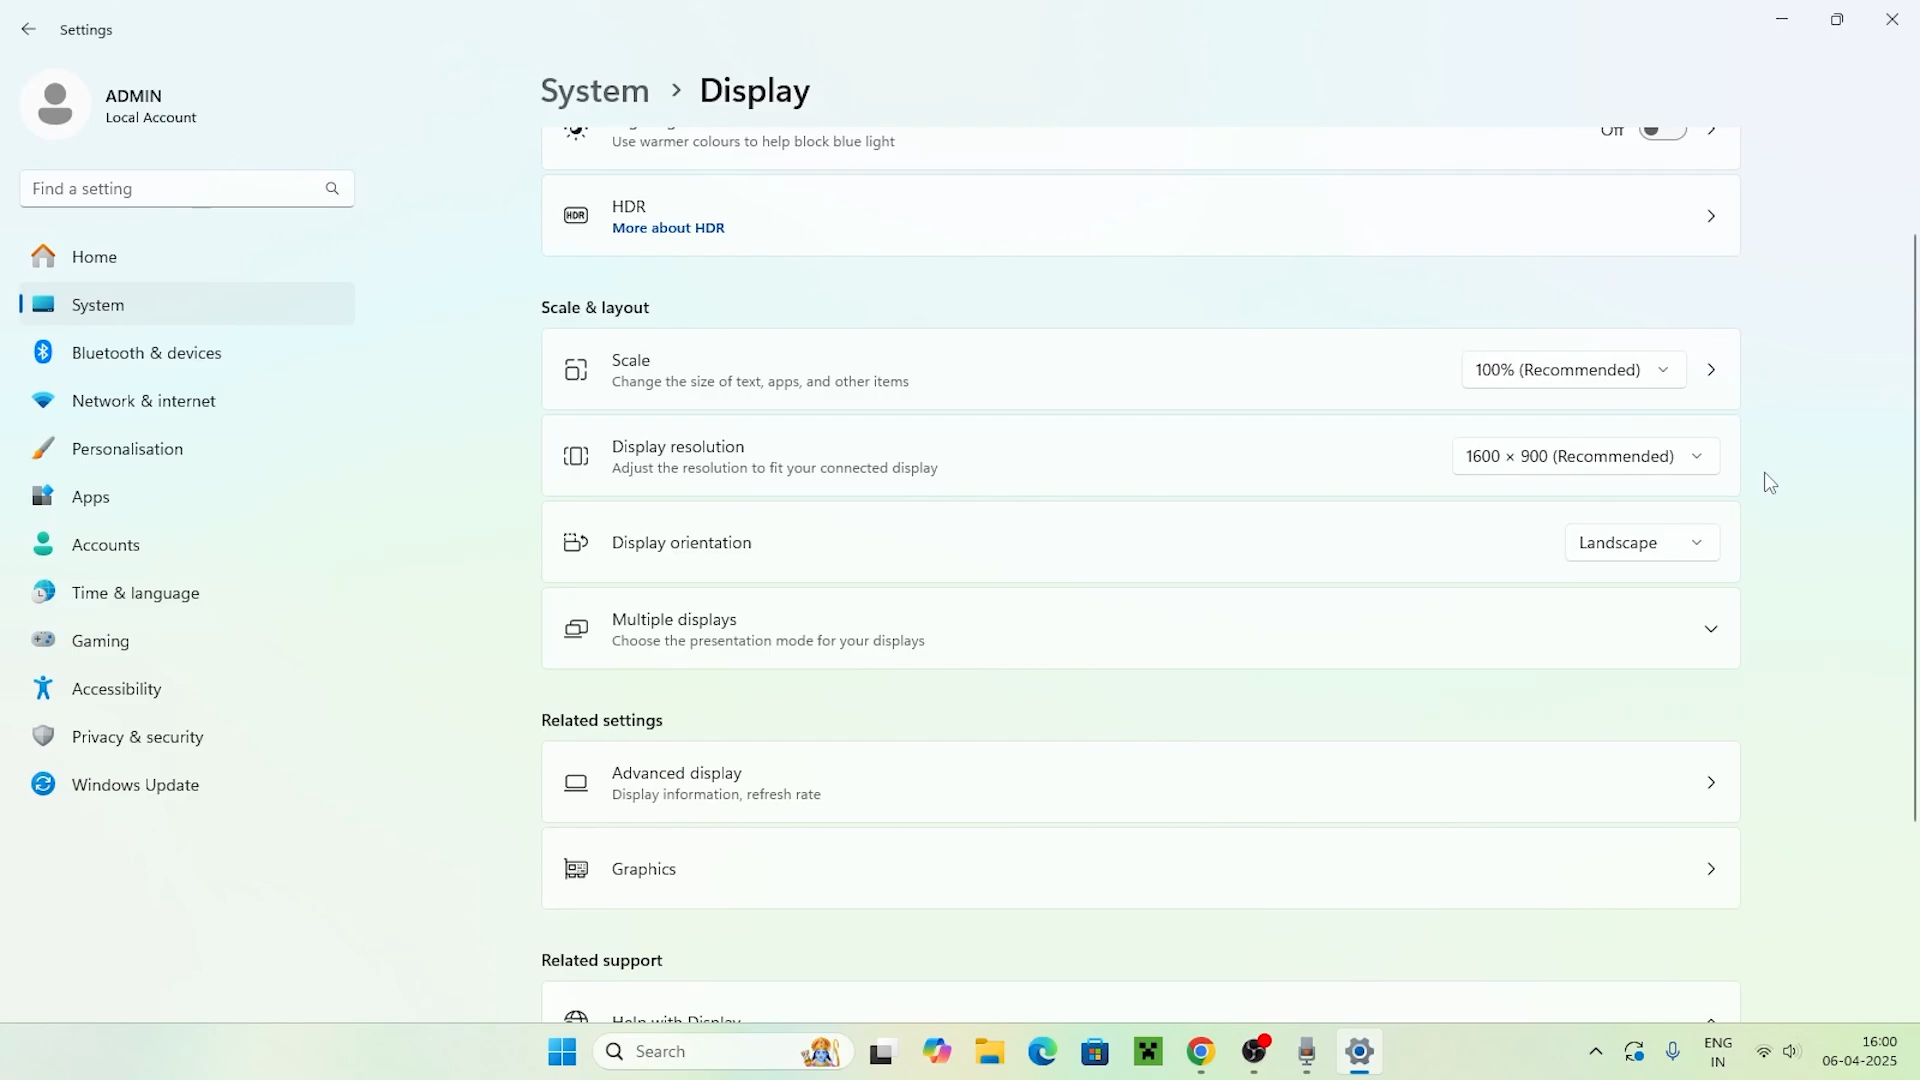 Settings
ADMIN
Local Account
Find a setting
Home
System
Bluetooth & devices
Network & internet
Personalisation
Apps
Accounts
Time & language
Gaming
Accessibility
Privacy & security
Windows Update
System > Display
Use warmer colours to help block blue light
Off
HDR
HDR
More about HDR
Scale & layout
Scale
Change the size of text, apps, and other items
100% (Recommended)
Display resolution
Adjust the resolution to fit your connected display
1600 × 900 (Recommended)
Display orientation
Landscape
Multiple displays
Choose the presentation mode for your displays
Related settings
Advanced display
Display information, refresh rate
Graphics
Related support
Help with Display
Search
ENG
IN
16:00
06-04-2025